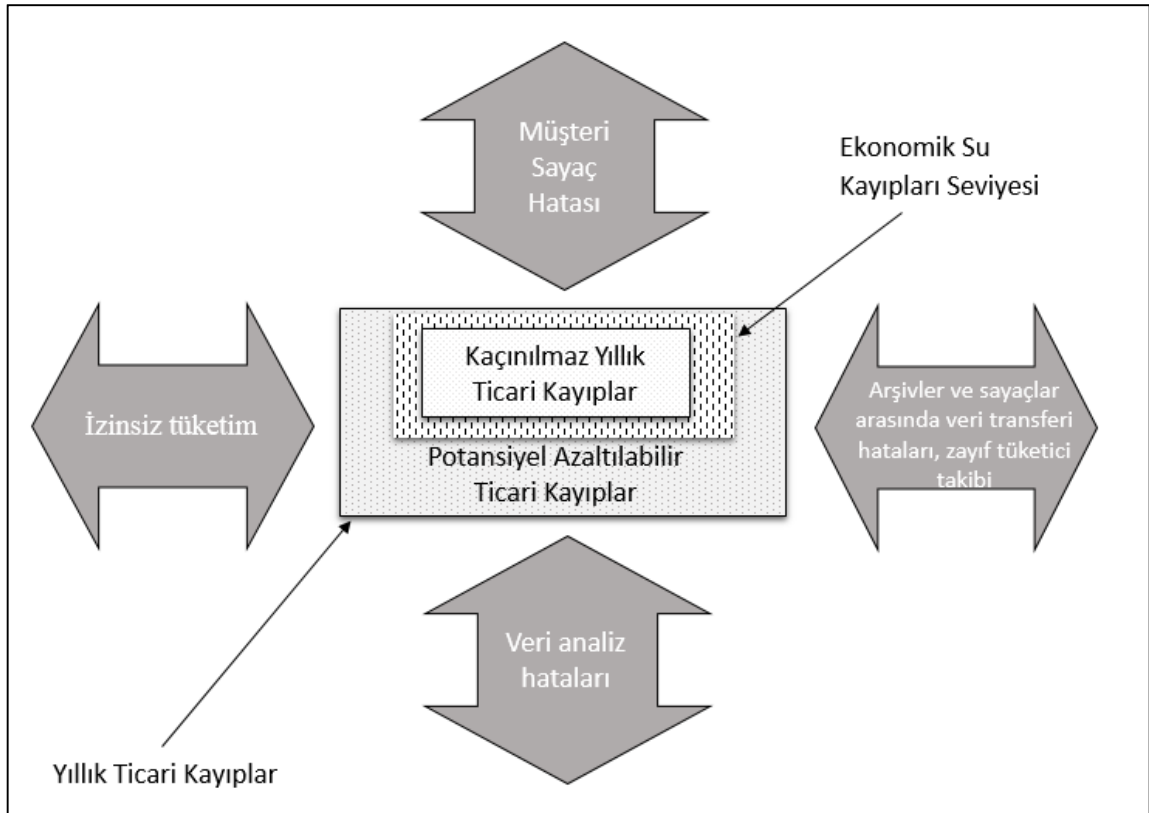 Müşteri
Sayaç
Hatası
Ekonomik Su
Kayıpları Seviyesi
İzinsiz tüketim
Kaçınılmaz Yıllık
Ticari Kayıplar
Potansiyel Azaltılabilir
Ticari Kayıplar
Arşivler ve sayaçlar
arasında veri transferi
hataları, zayıf tüketici
takibi
Veri analiz
hataları
Yıllık Ticari Kayıplar